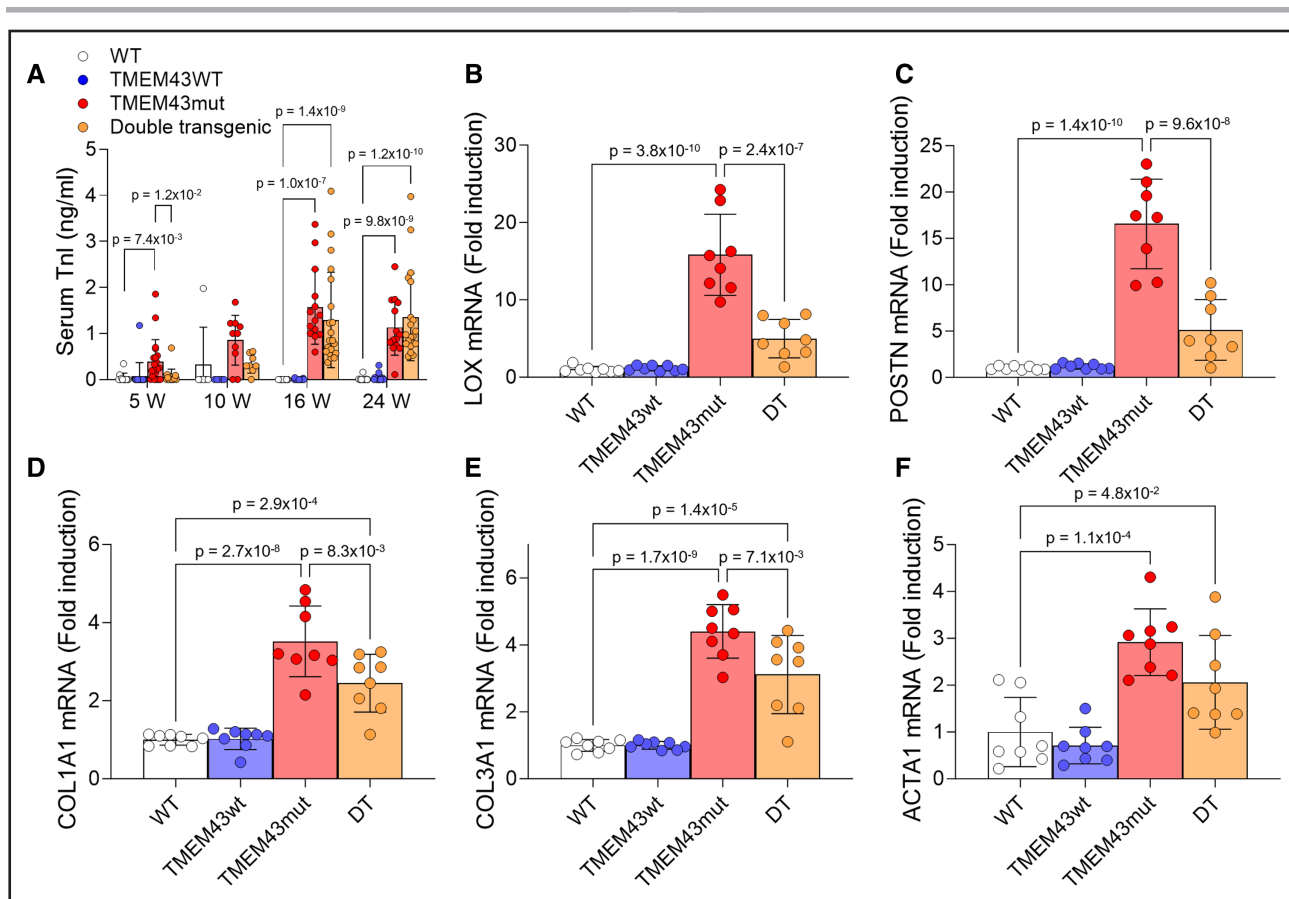 A
WT
TMEM43WT
TMEM43mut
Double transgenic
Serum TnI (ng/ml)
5
4
3
2
1
0
p = 7.4x10-3
p = 1.2x10-2
p = 1.4x10-9
p = 1.0x10-7
p = 1.2x10-10
p = 9.8x10-9
5 W
10 W
16 W
24 W
B
LOX mRNA (Fold induction)
30
20
10
0
p = 3.8x10-10
p = 2.4x10-7
WT
TMEM43wt
TMEM43mut
DT
C
POSTN mRNA (Fold induction)
25
20
15
10
5
0
p = 1.4x10-10
p = 9.6x10-8
WT
TMEM43wt
TMEM43mut
DT
D
COL1A1 mRNA (Fold induction)
6
4
2
0
p = 2.9x10-4
p = 2.7x10-8
p = 8.3x10-3
WT
TMEM43wt
TMEM43mut
DT
E
COL3A1 mRNA (Fold induction)
6
4
2
0
p = 1.4x10-5
p = 1.7x10-9
p = 7.1x10-3
WT
TMEM43wt
TMEM43mut
DT
F
ACTA1 mRNA (Fold induction)
5
4
3
2
1
0
p = 4.8x10-2
p = 1.1x10-4
WT
TMEM43wt
TMEM43mut
DT